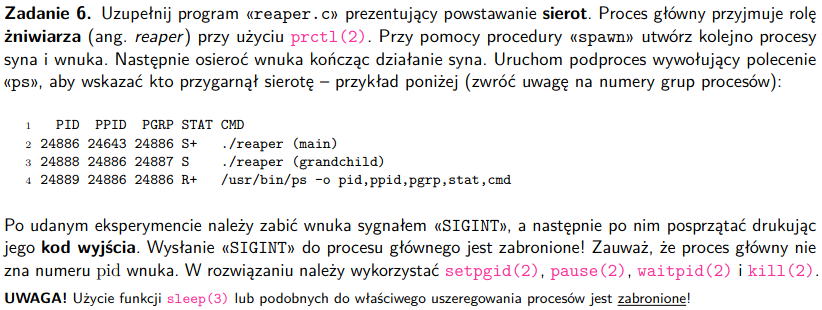 Zadanie 6. Uzupełnij program «reaper.c» prezentujący powstawanie sierot. Proces główny przyjmuje rolę
żniwiarza (ang. reaper) przy użyciu prctl(2). Przy pomocy procedury «spawn» utwórz kolejno procesy
syna i wnuka. Następnie osieroć wnuka kończąc działanie syna. Uruchom podproces wywołujący polecenie
«ps», aby wskazać kto przygarnął sierotę – przykład poniżej (zwróć uwagę na numery grup procesów):
1 PID PPID PGRP STAT CMD
2 24886 24643 24886 S+ ./reaper (main)
3 24888 24886 24887 S ./reaper (grandchild)
4 24889 24886 24886 R+ /usr/bin/ps -o pid,ppid,pgrp,stat,cmd
Po udanym eksperymencie należy zabić wnuka sygnałem «SIGINT», a następnie po nim posprzątać drukując
jego kod wyjścia. Wysłanie «SIGINT» do procesu głównego jest zabronione! Zauważ, że proces główny nie
zna numeru pid wnuka. W rozwiązaniu należy wykorzystać setpgid(2), pause(2), waitpid(2) i kill(2).
UWAGA! Użycie funkcji sleep(3) lub podobnych do właściwego uszeregowania procesów jest zabronione!